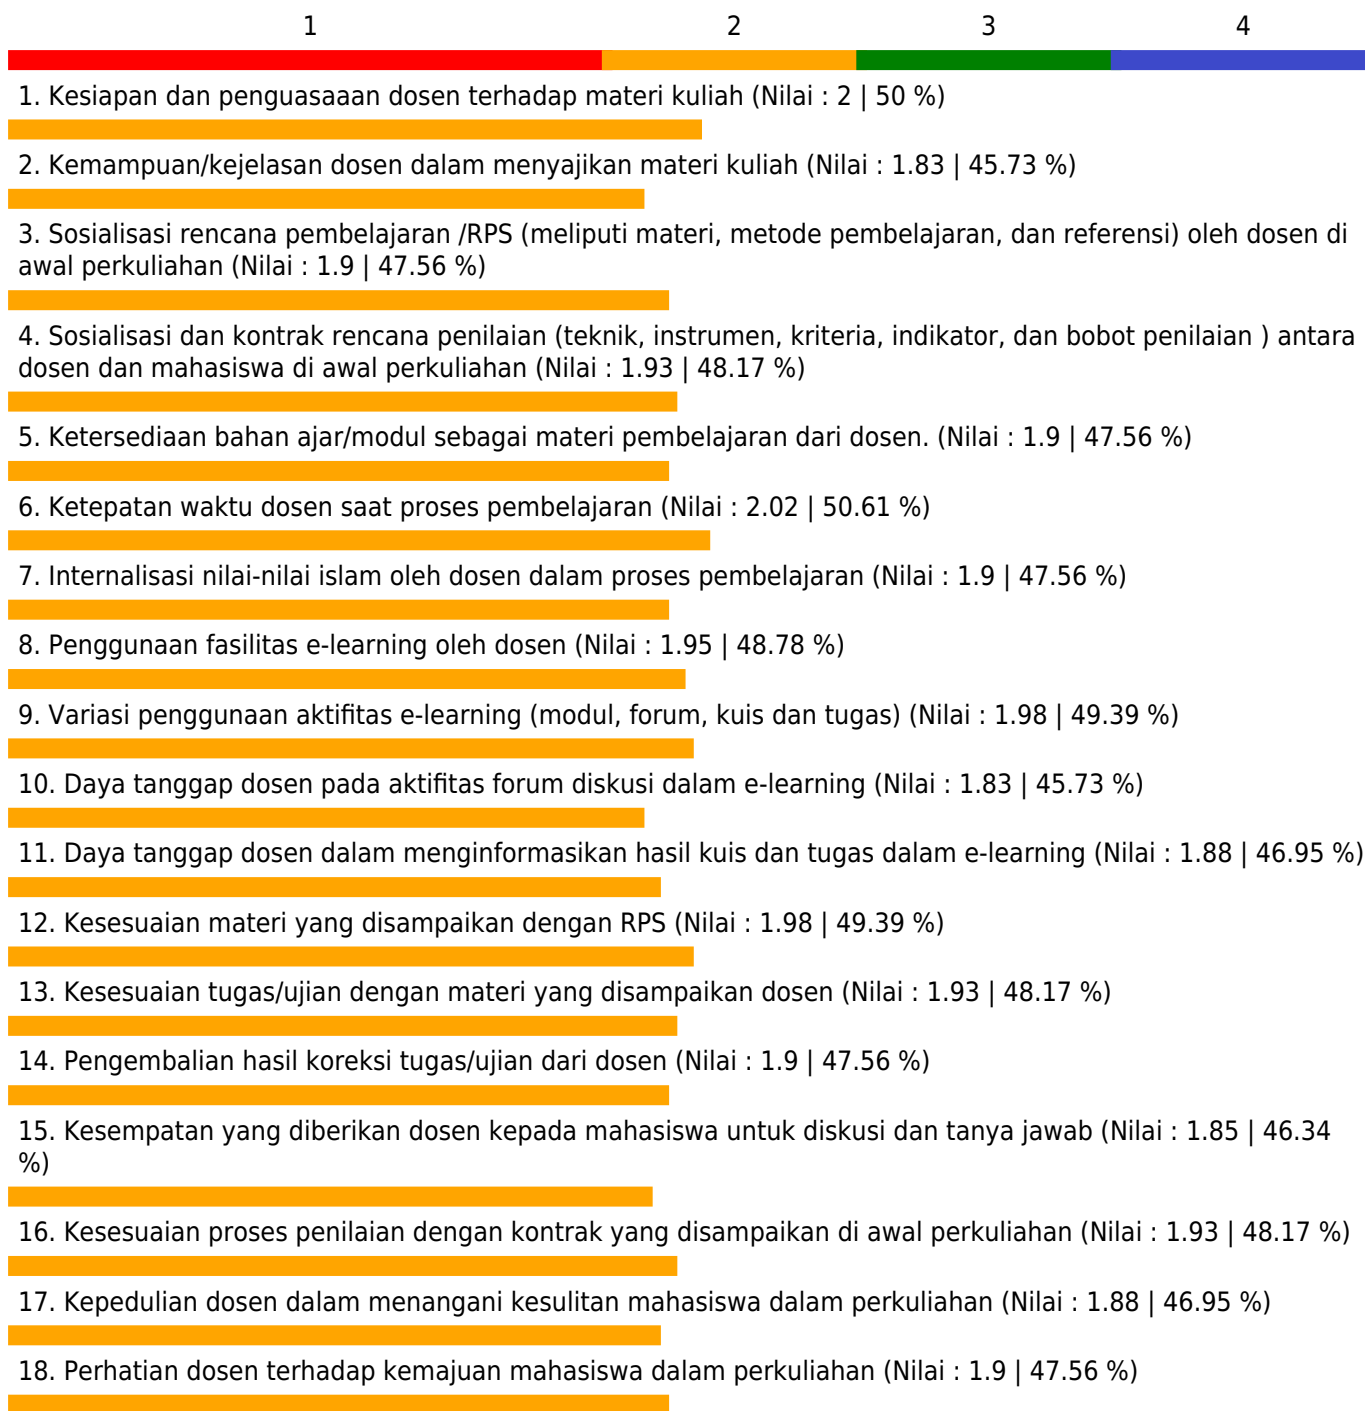 1 2 3 4
1. Kesiapan dan penguasaaan dosen terhadap materi kuliah (Nilai : 2 | 50 %)
2. Kemampuan/kejelasan dosen dalam menyajikan materi kuliah (Nilai : 1.83 | 45.73 %)
3. Sosialisasi rencana pembelajaran /RPS (meliputi materi, metode pembelajaran, dan referensi) oleh dosen di
awal perkuliahan (Nilai : 1.9 | 47.56 %)
4. Sosialisasi dan kontrak rencana penilaian (teknik, instrumen, kriteria, indikator, dan bobot penilaian ) antara
dosen dan mahasiswa di awal perkuliahan (Nilai : 1.93 | 48.17 %)
5. Ketersediaan bahan ajar/modul sebagai materi pembelajaran dari dosen. (Nilai : 1.9 | 47.56 %)
6. Ketepatan waktu dosen saat proses pembelajaran (Nilai : 2.02 | 50.61 %)
7. Internalisasi nilai-nilai islam oleh dosen dalam proses pembelajaran (Nilai : 1.9 | 47.56 %)
8. Penggunaan fasilitas e-learning oleh dosen (Nilai : 1.95 | 48.78 %)
9. Variasi penggunaan aktifitas e-learning (modul, forum, kuis dan tugas) (Nilai : 1.98 | 49.39 %)
10. Daya tanggap dosen pada aktifitas forum diskusi dalam e-learning (Nilai : 1.83 | 45.73 %)
11. Daya tanggap dosen dalam menginformasikan hasil kuis dan tugas dalam e-learning (Nilai : 1.88 | 46.95 %)
12. Kesesuaian materi yang disampaikan dengan RPS (Nilai : 1.98 | 49.39 %)
13. Kesesuaian tugas/ujian dengan materi yang disampaikan dosen (Nilai : 1.93 | 48.17 %)
14. Pengembalian hasil koreksi tugas/ujian dari dosen (Nilai : 1.9 | 47.56 %)
15. Kesempatan yang diberikan dosen kepada mahasiswa untuk diskusi dan tanya jawab (Nilai : 1.85 | 46.34
%)
16. Kesesuaian proses penilaian dengan kontrak yang disampaikan di awal perkuliahan (Nilai : 1.93 | 48.17 %)
17. Kepedulian dosen dalam menangani kesulitan mahasiswa dalam perkuliahan (Nilai : 1.88 | 46.95 %)
18. Perhatian dosen terhadap kemajuan mahasiswa dalam perkuliahan (Nilai : 1.9 | 47.56 %)